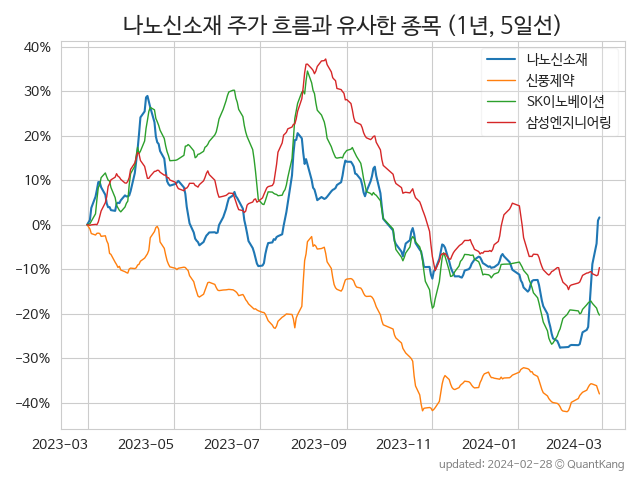 나노신소재 주가 흐름과 유사한 종목 (1년, 5일선)
나노신소재
신풍제약
SK이노베이션
삼성엔지니어링
40%
30%
20%
10%
0%
−10%
−20%
−30%
−40%
2023-03 2023-05 2023-07 2023-09 2023-11 2024-01 2024-03
updated: 2024-02-28 ⓒ QuantKang